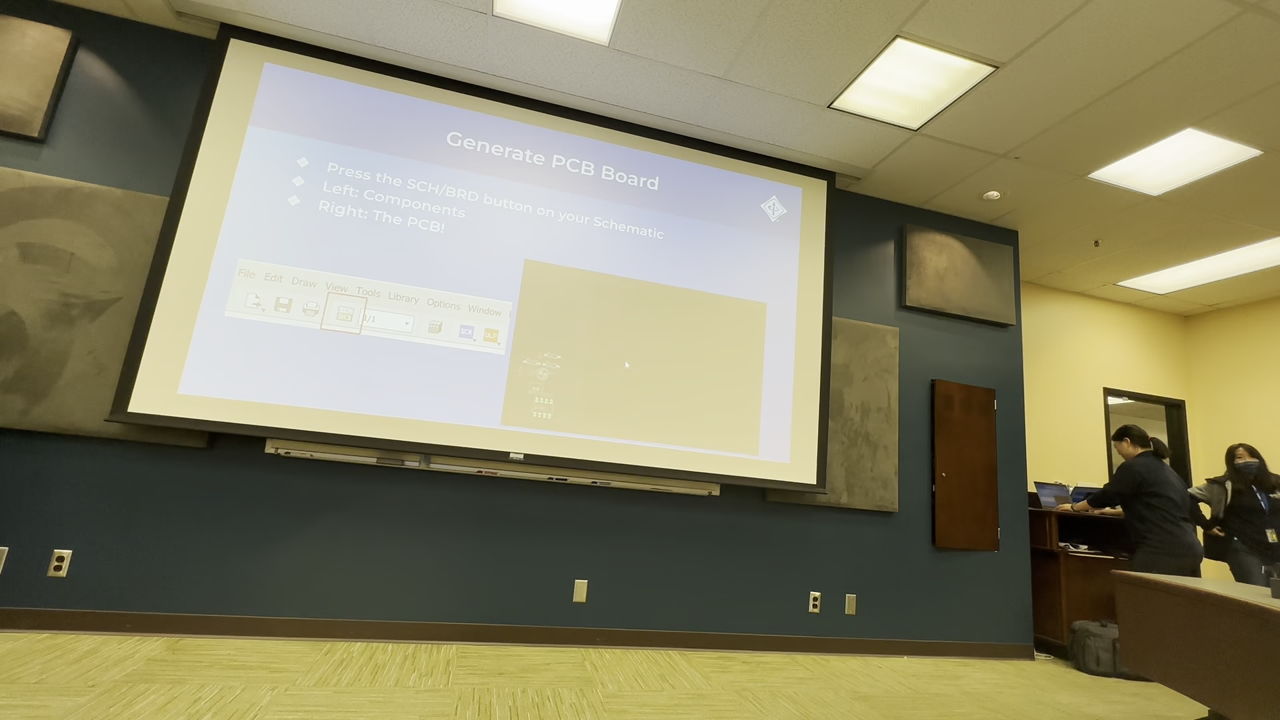 Generate PCB Board
Press the SCH/BRD button on your Schematic
Left: Components
Right: The PCB!
File Edit Draw View Tools Library Options Window